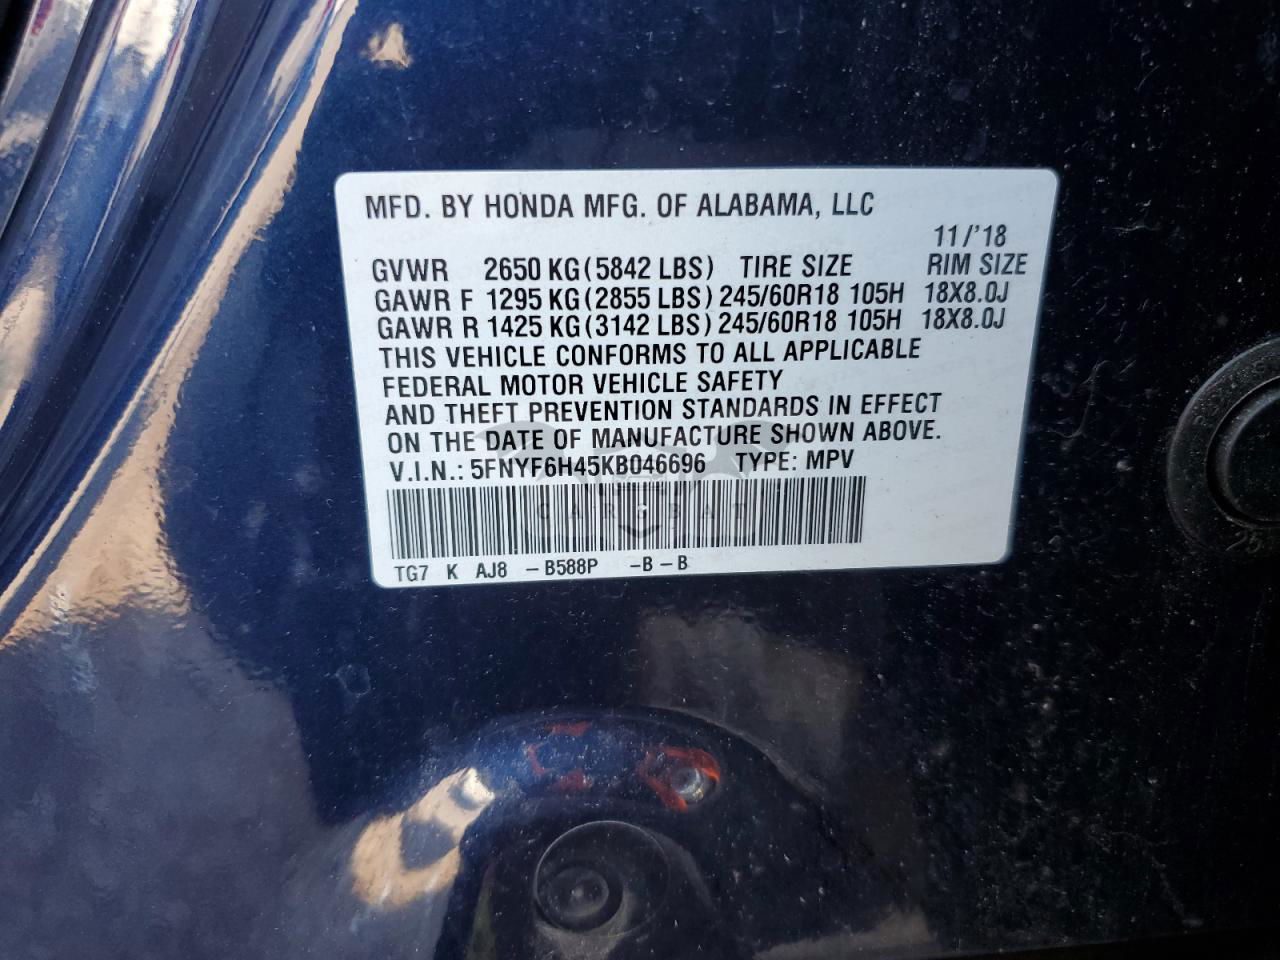 MFD. BY HONDA MFG. OF ALABAMA, LLC
11/'18
GVWR 2650 KG(5842 LBS) TIRE SIZE RIM SIZE
GAWR F 1295 KG(2855 LBS) 245/60R18 105H 18X8.0J
GAWR R 1425 KG(3142 LBS) 245/60R18 105H 18X8.0J
THIS VEHICLE CONFORMS TO ALL APPLICABLE
FEDERAL MOTOR VEHICLE SAFETY
AND THEFT PREVENTION STANDARDS IN EFFECT
ON THE DATE OF MANUFACTURE SHOWN ABOVE.
V.I.N.: 5FNYF6H45KB046696 TYPE: MPV
TG7 K AJ8 -B588P -B-B